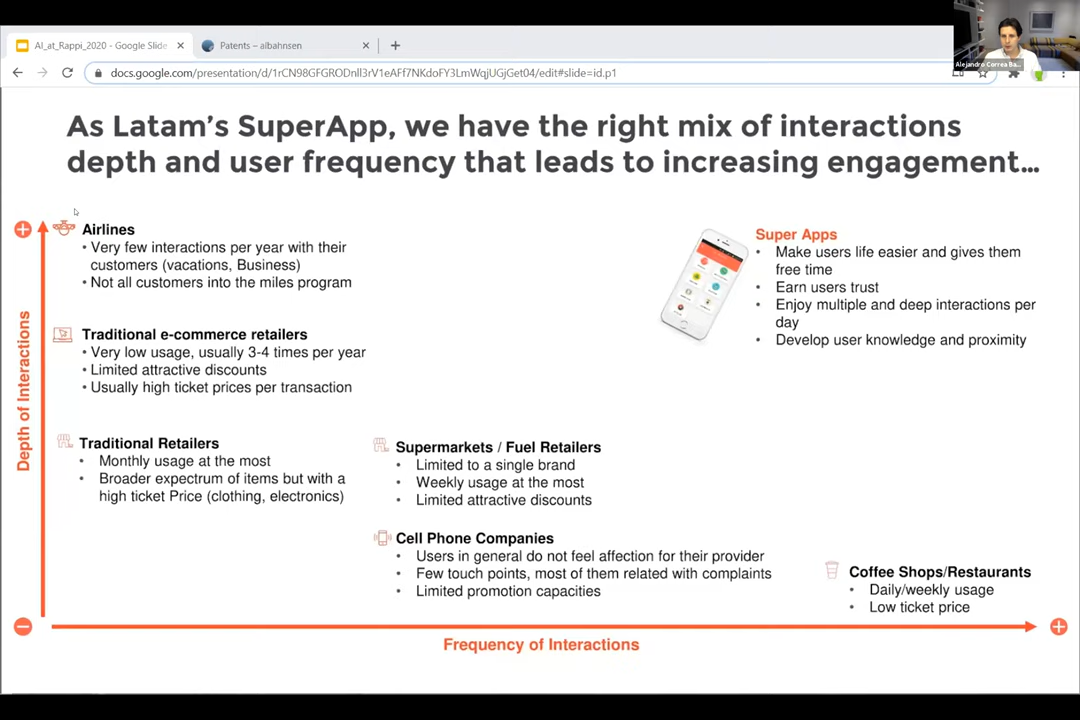 AI_at_Rappi_2020 - Google Slide
Patents – albahnsen
docs.google.com/presentation/d/1rCN98GFGRODnll3rV1eAFf7NKdoFY3LmWqjUGjGet04/edit#slide=id.p1
Alejandro Correa Ba...
As Latam's SuperApp, we have the right mix of interactions
depth and user frequency that leads to increasing engagement...
Airlines
• Very few interactions per year with their
customers (vacations, Business)
• Not all customers into the miles program
Super Apps
• Make users life easier and gives them
free time
• Earn users trust
• Enjoy multiple and deep interactions per
day
• Develop user knowledge and proximity
Traditional e-commerce retailers
• Very low usage, usually 3-4 times per year
• Limited attractive discounts
• Usually high ticket prices per transaction
Depth of Interactions
Traditional Retailers
• Monthly usage at the most
• Broader expectrum of items but with a
high ticket Price (clothing, electronics)
Supermarkets / Fuel Retailers
• Limited to a single brand
• Weekly usage at the most
• Limited attractive discounts
Cell Phone Companies
• Users in general do not feel affection for their provider
• Few touch points, most of them related with complaints
• Limited promotion capacities
Coffee Shops/Restaurants
• Daily/weekly usage
• Low ticket price
Frequency of Interactions